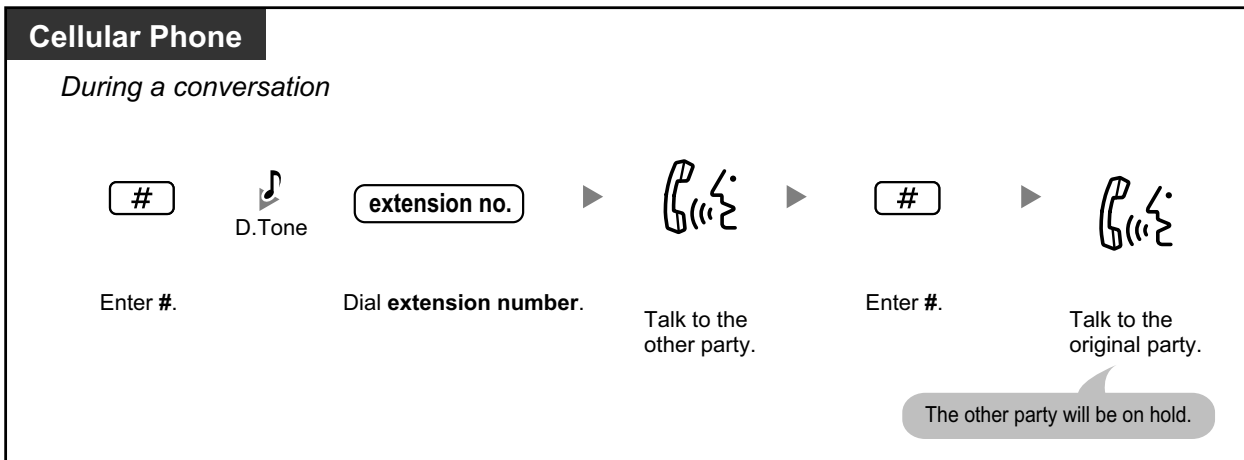 Cellular Phone
During a conversation
#
D.Tone
extension no.
#
Enter #.
Dial extension number.
Talk to the
other party.
Enter #.
Talk to the
original party.
The other party will be on hold.